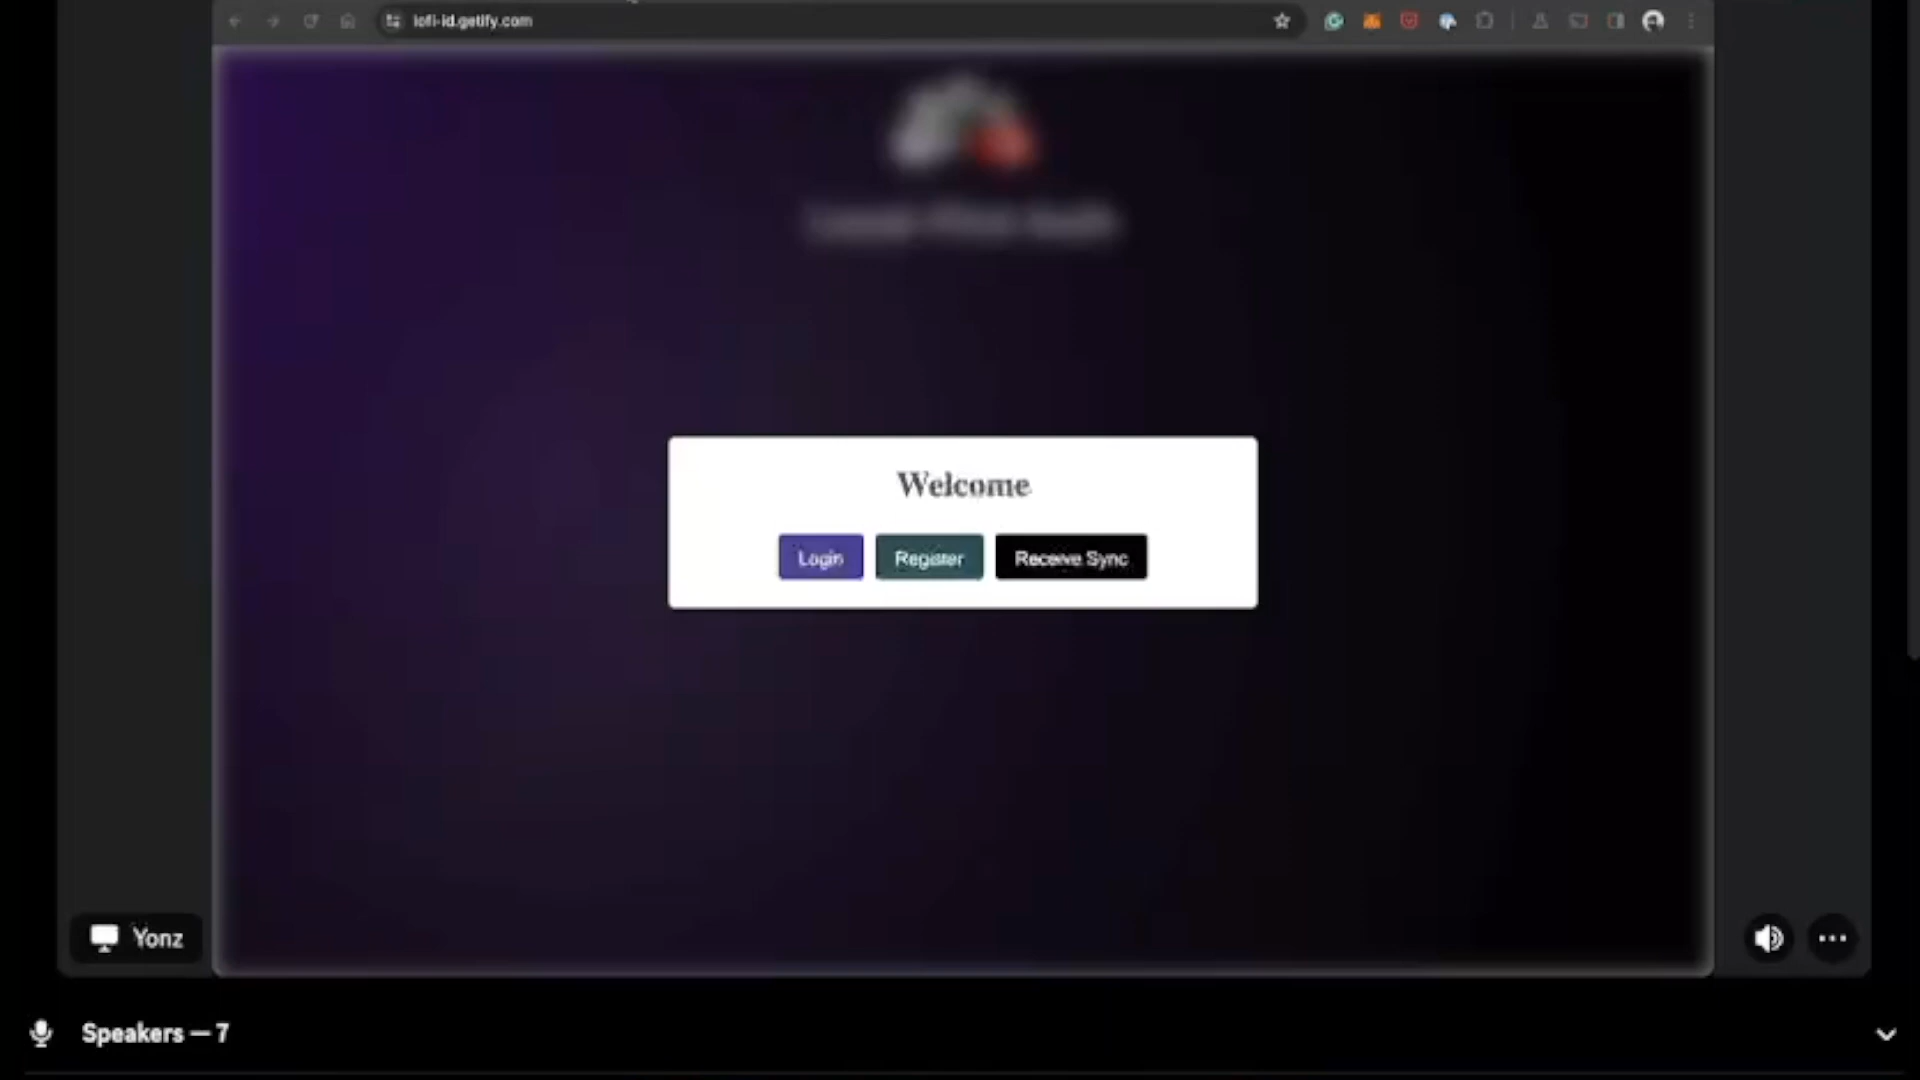 lofi-id.getify.com
Welcome
Login
Register
Receive Sync
Yonz
Speakers — 7